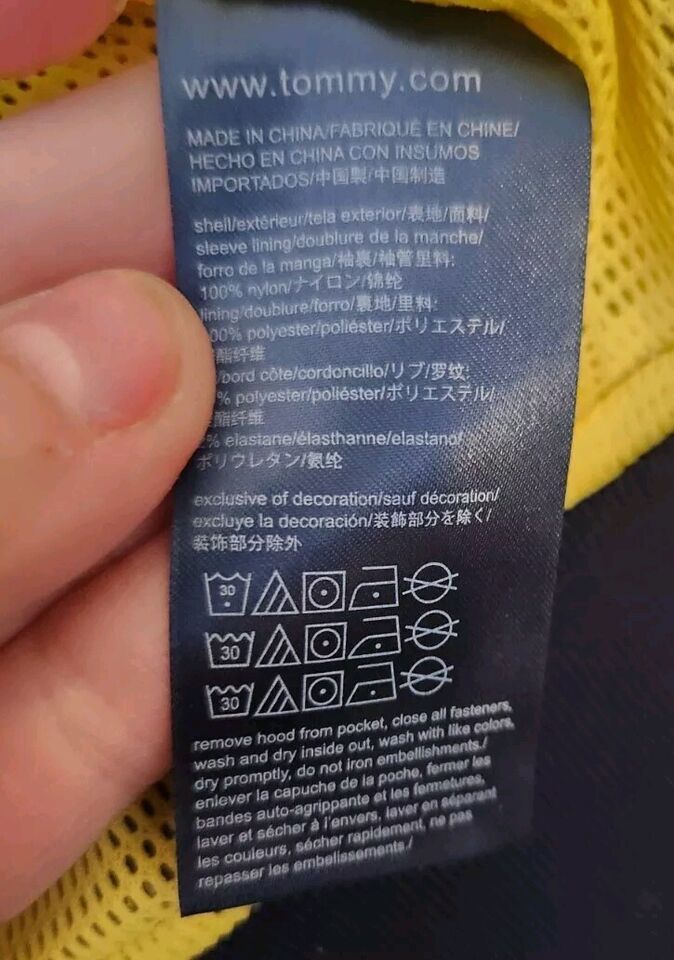 www.tommy.com
MADE IN CHINA/FABRIQUÉ EN CHINE/
HECHO EN CHINA CON INSUMOS
IMPORTADOS/中国製/中国制造
shell/extérieur/tela exterior/表地/面料/
sleeve lining/doublure de la manche/
forro de la manga/袖裏/袖管里料:
100% nylon/ナイロン/锦纶
lining/doublure/forro/裏地/里料:
00% polyester/poliéster/ポリエステル/
酯纤维
/bord côte/cordoncillo/リブ/罗纹:
% polyester/poliéster/ポリエステル/
酯纤维
% elastane/élasthanne/elastano/
ポリウレタン/氨纶
exclusive of decoration/sauf décoration/
excluye la decoración/装飾部分を除く/
装饰部分除外
30
30
30
remove hood from pocket, close all fasteners,
wash and dry inside out, wash with like colors,
dry promptly, do not iron embellishments./
enlever la capuche de la poche, fermer les
bandes auto-agrippante et les fermetures,
laver et sécher à l'envers, laver en séparant
les couleurs, sécher rapidement, ne pas
repasser les embellissements./